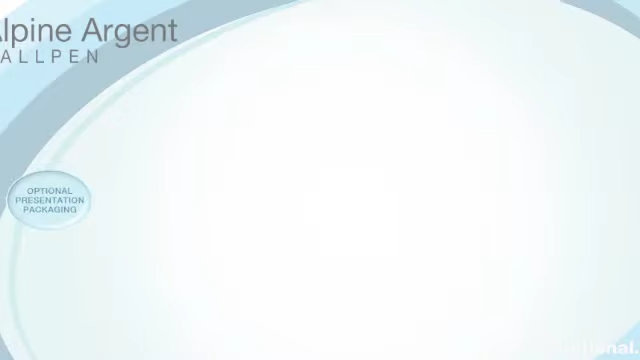 lpine Argent
ALLPEN
OPTIONAL
PRESENTATION
PACKAGING